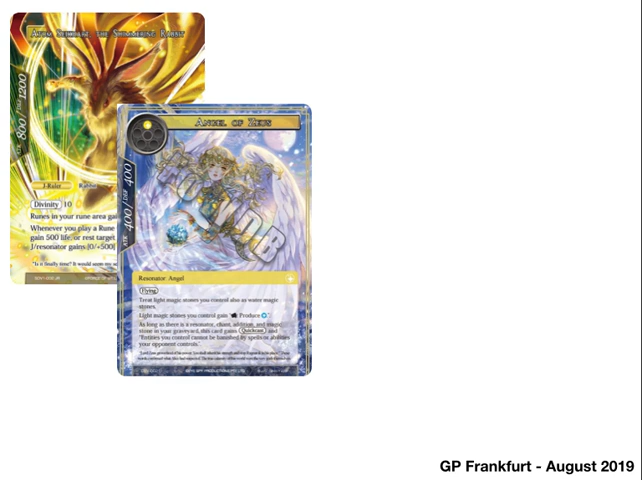 the Shimmering Rabbit
ATK 800 / DEF 1200
J-Ruler
Divinity 10
Runes in your rune area ga
Whenever you play a Rune
gain 500 life, or rest target
J/resonator gains [0/+500]
Angel of Zeus
ATK 400 / DEF 400
Resonator Angel
Flying
Treat light magic stones you control also as water magic
stones.
Light magic stones you control gain Produce
As long as there is a resonator, chant, addition, and magic
stone in your graveyard, this card gains Quickcast and
"Entities you control cannot be banished by spells or abilities
your opponent controls."
GP Frankfurt - August 2019